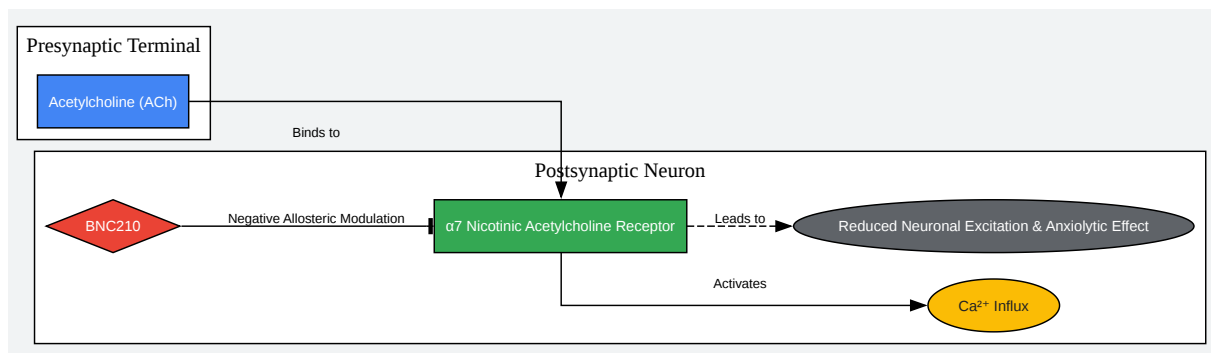 Presynaptic Terminal
Acetylcholine (ACh)
Binds to
Postsynaptic Neuron
BNC210
Negative Allosteric Modulation
α7 Nicotinic Acetylcholine Receptor
Leads to
Reduced Neuronal Excitation & Anxiolytic Effect
Activates
Ca²⁺ Influx